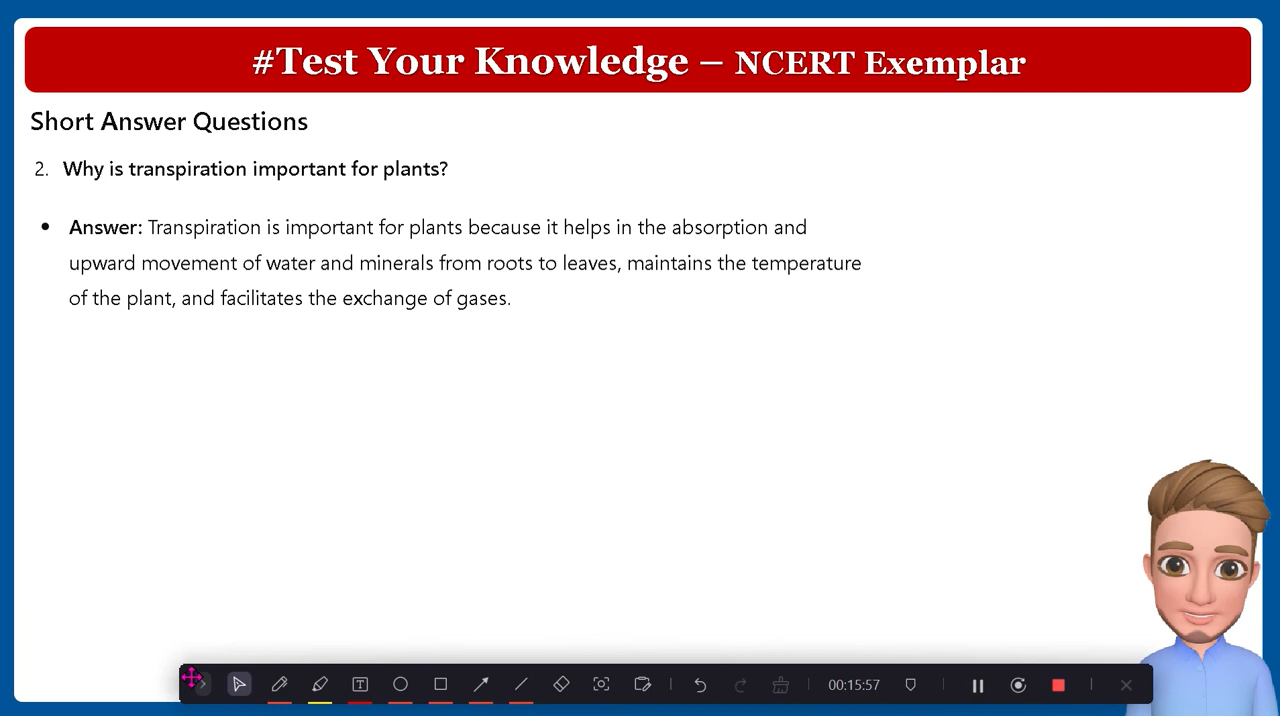 #Test Your Knowledge – NCERT Exemplar
Short Answer Questions
2. Why is transpiration important for plants?
• Answer: Transpiration is important for plants because it helps in the absorption and
upward movement of water and minerals from roots to leaves, maintains the temperature
of the plant, and facilitates the exchange of gases.
T
00:15:57